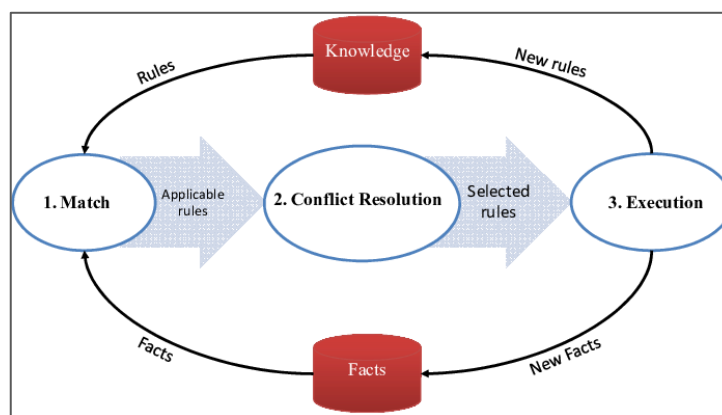 Knowledge
Rules
New rules
1. Match
Applicable
rules
2. Conflict Resolution
Selected
rules
3. Execution
Facts
New Facts
Facts